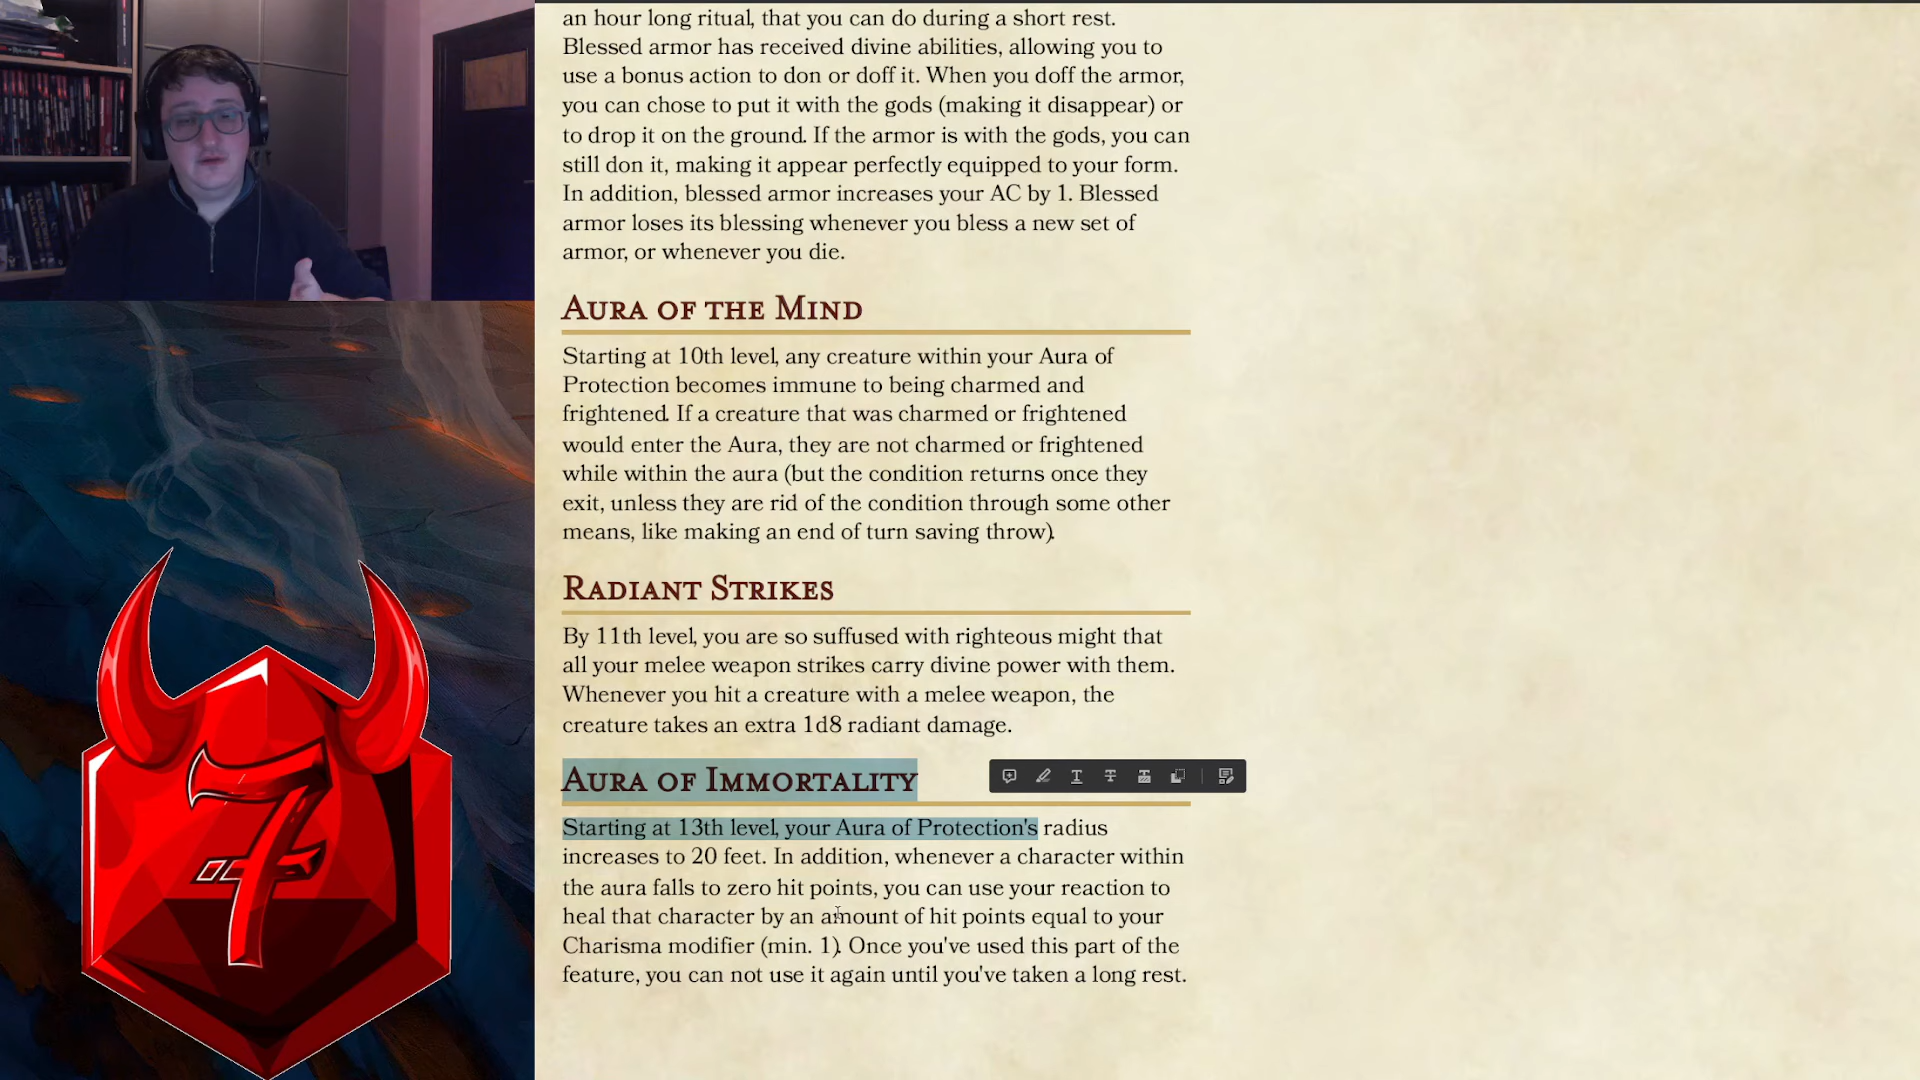 an hour long ritual, that you can do during a short rest.
Blessed armor has received divine abilities, allowing you to
use a bonus action to don or doff it. When you doff the armor,
you can chose to put it with the gods (making it disappear) or
to drop it on the ground. If the armor is with the gods, you can
still don it, making it appear perfectly equipped to your form.
In addition, blessed armor increases your AC by 1. Blessed
armor loses its blessing whenever you bless a new set of
armor, or whenever you die.
Aura of the Mind
Starting at 10th level, any creature within your Aura of
Protection becomes immune to being charmed and
frightened. If a creature that was charmed or frightened
would enter the Aura, they are not charmed or frightened
while within the aura (but the condition returns once they
exit, unless they are rid of the condition through some other
means, like making an end of turn saving throw).
Radiant Strikes
By 11th level, you are so suffused with righteous might that
all your melee weapon strikes carry divine power with them.
Whenever you hit a creature with a melee weapon, the
creature takes an extra 1d8 radiant damage.
Aura of Immortality
Starting at 13th level, your Aura of Protection's radius
increases to 20 feet. In addition, whenever a character within
the aura falls to zero hit points, you can use your reaction to
heal that character by an amount of hit points equal to your
Charisma modifier (min. 1). Once you've used this part of the
feature, you can not use it again until you've taken a long rest.
7